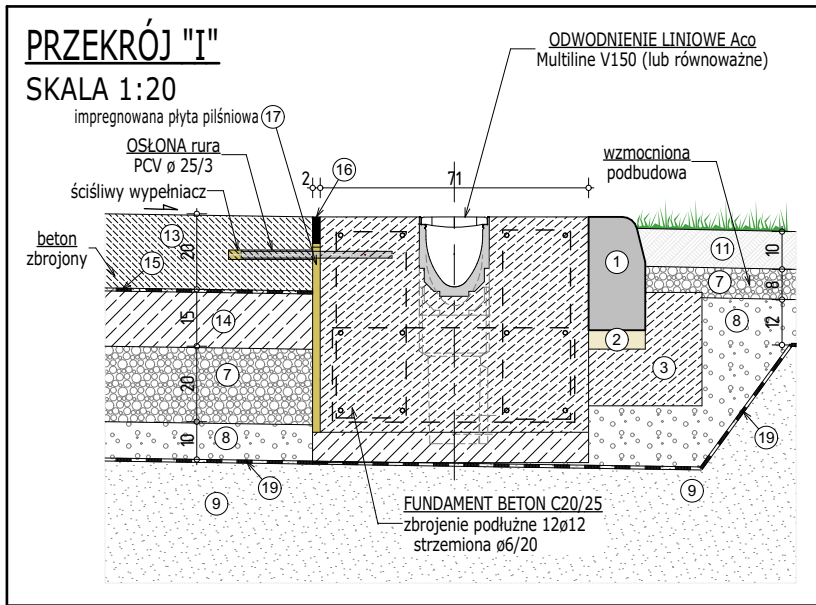 PRZEKRÓJ "I"
SKALA 1:20
ODWODNIENIE LINIOWE Aco
Multiline V150 (lub równoważne)
impregnowana płyta pilśniowa 17
OSŁONA rura
PCV ø 25/3
16
wzmocniona
podbudowa
ściśliwy wypełniacz
2
71
beton
zbrojony
13
20
15
1
11
10
7
8
14
15
2
8
12
3
7
20
8
10
19
19
9
9
FUNDAMENT BETON C20/25
zbrojenie podłużne 12ø12
strzemiona ø6/20